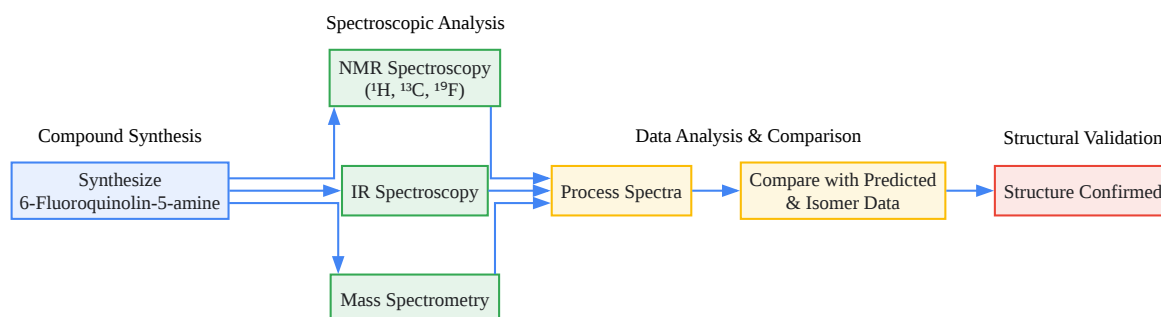 Spectroscopic Analysis
NMR Spectroscopy
(¹H, ¹³C, ¹⁹F)
Compound Synthesis
Synthesize
6-Fluoroquinolin-5-amine
IR Spectroscopy
Mass Spectrometry
Data Analysis & Comparison
Process Spectra
Compare with Predicted
& Isomer Data
Structural Validation
Structure Confirmed